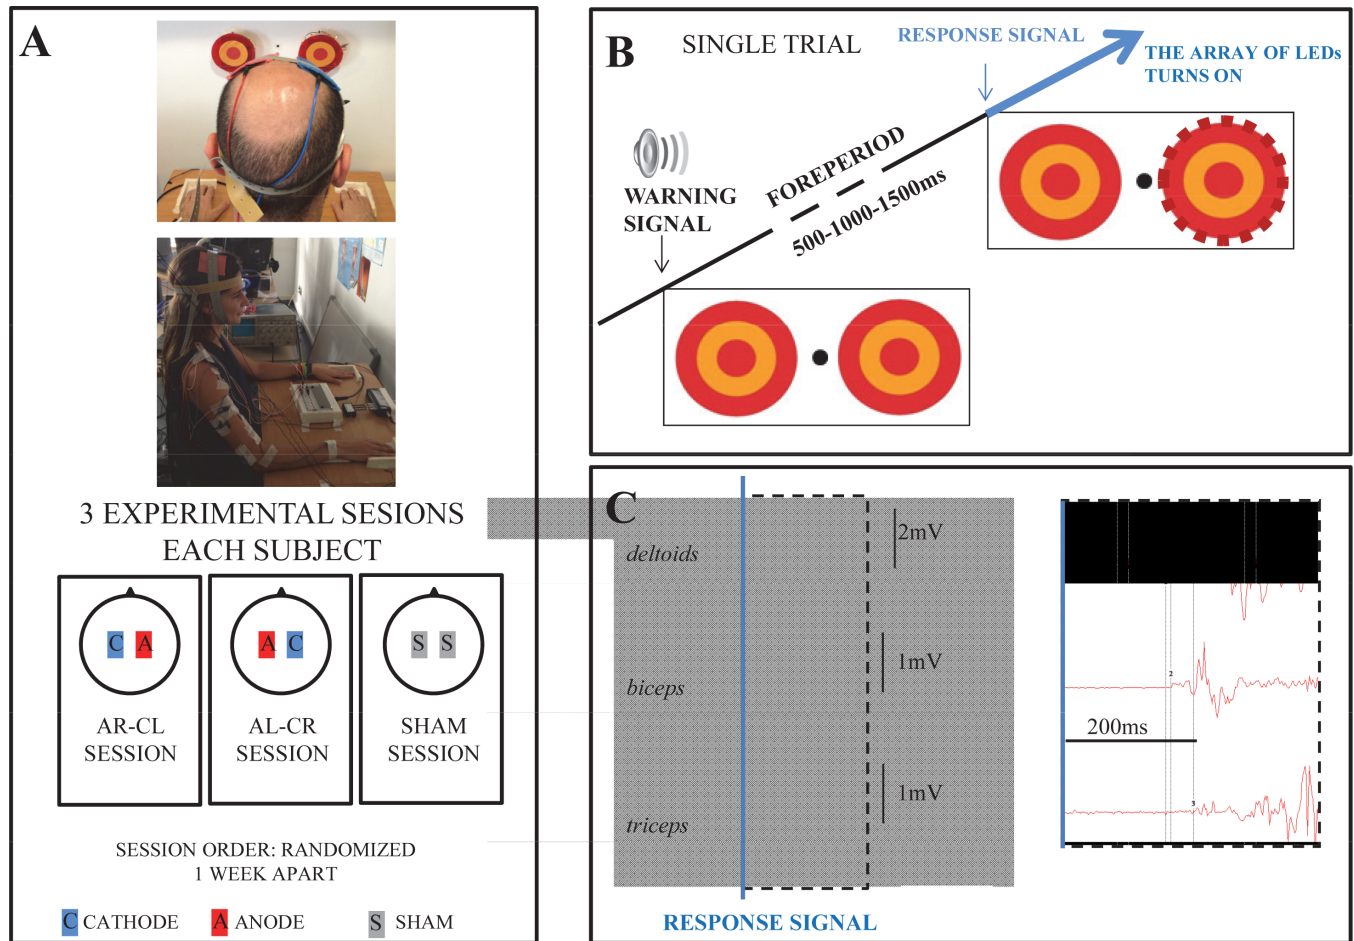 A
3 EXPERIMENTAL SESIONS
EACH SUBJECT
C A
A C
S S
AR-CL
SESSION
AL-CR
SESSION
SHAM
SESSION
SESSION ORDER: RANDOMIZED
1 WEEK APART
C CATHODE
A ANODE
S SHAM
B
SINGLE TRIAL
RESPONSE SIGNAL
THE ARRAY OF LEDs
TURNS ON
WARNING
SIGNAL
FOREPERIOD
500-1000-1500ms
C
deltoids
2mV
biceps
1mV
triceps
1mV
RESPONSE SIGNAL
2
200ms
3